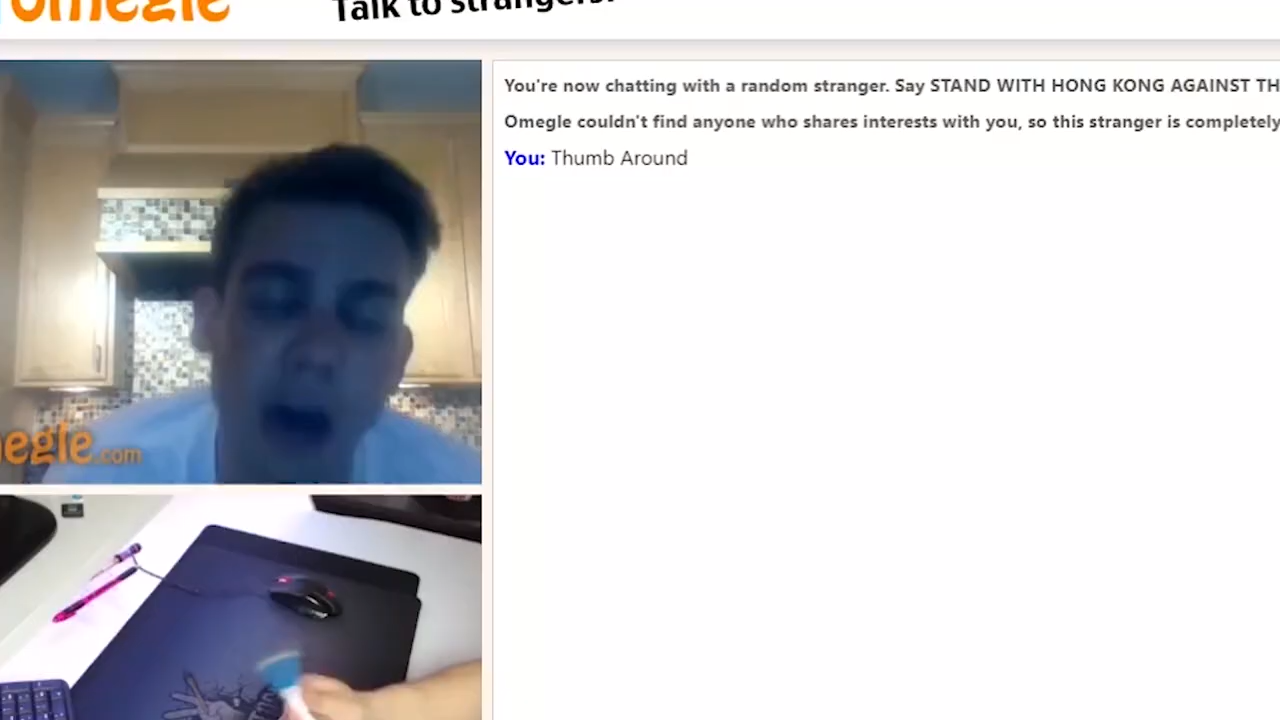 omegle
Talk to strangers!
You're now chatting with a random stranger. Say STAND WITH HONG KONG AGAINST TH
Omegle couldn't find anyone who shares interests with you, so this stranger is completely
You: Thumb Around
egle.com